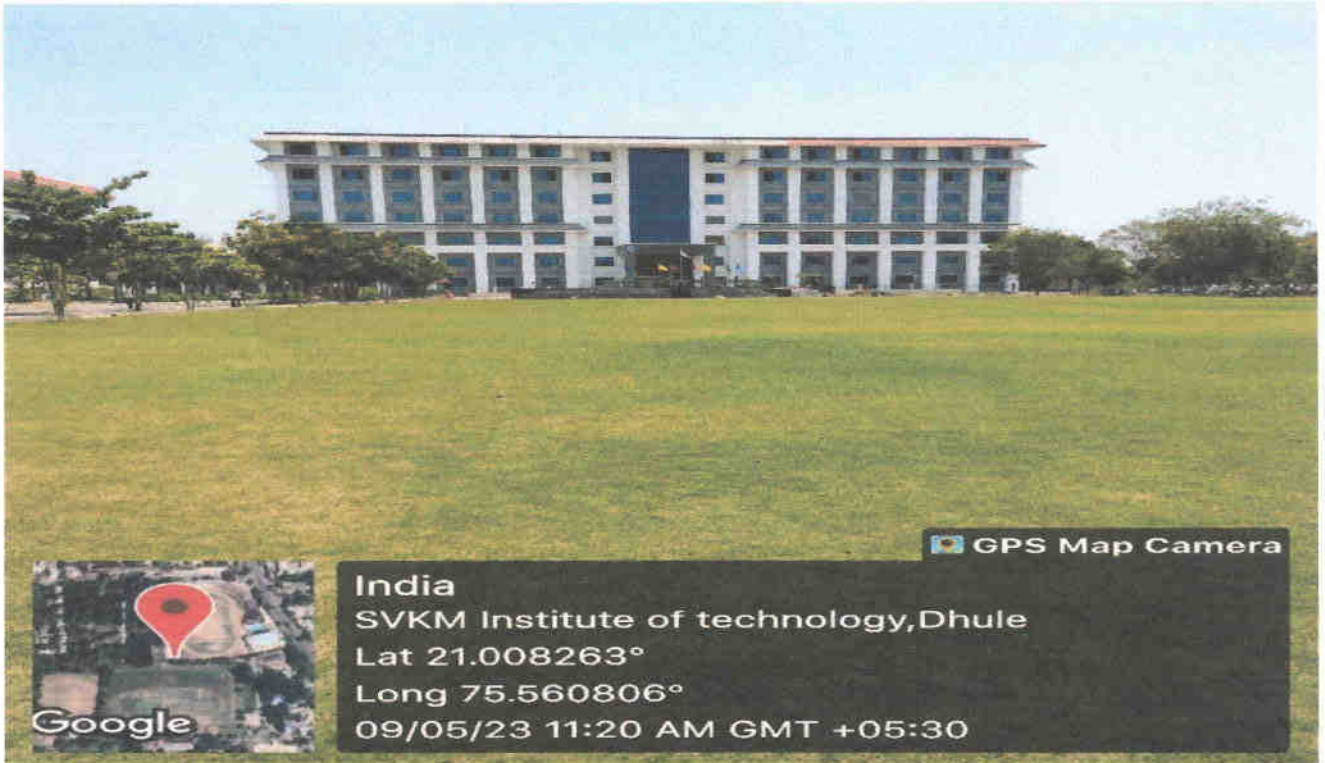 GPS Map Camera
India
SVKM Institute of technology,Dhule
Lat 21.008263°
Long 75.560806°
09/05/23 11:20 AM GMT +05:30
Google